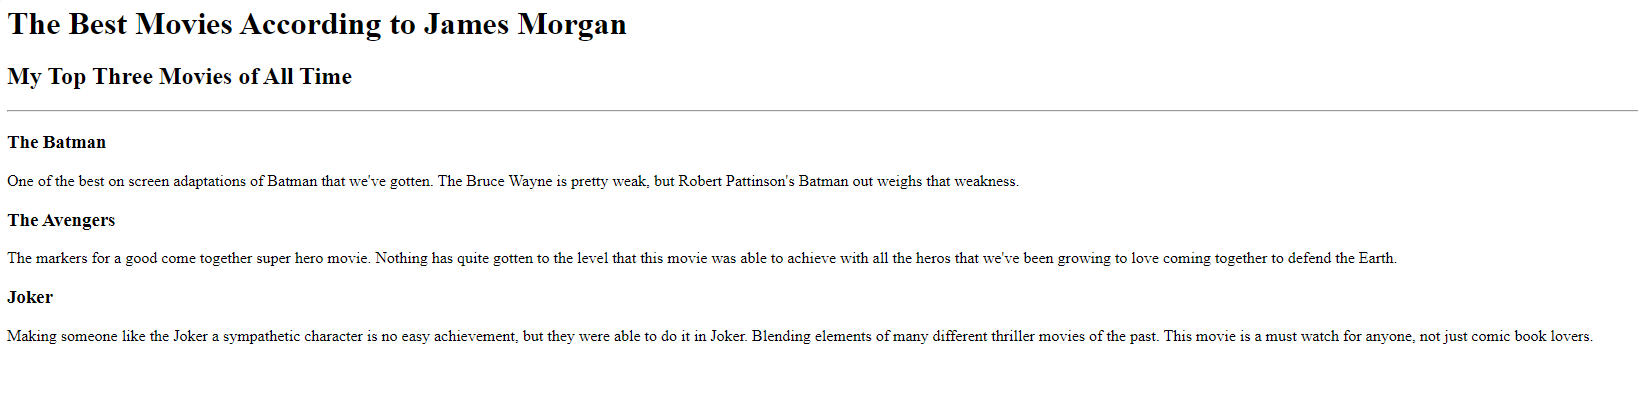 The Best Movies According to James Morgan
My Top Three Movies of All Time
The Batman
One of the best on screen adaptations of Batman that we've gotten. The Bruce Wayne is pretty weak, but Robert Pattinson's Batman out weighs that weakness.
The Avengers
The markers for a good come together super hero movie. Nothing has quite gotten to the level that this movie was able to achieve with all the heros that we've been growing to love coming together to defend the Earth.
Joker
Making someone like the Joker a sympathetic character is no easy achievement, but they were able to do it in Joker. Blending elements of many different thriller movies of the past. This movie is a must watch for anyone, not just comic book lovers.